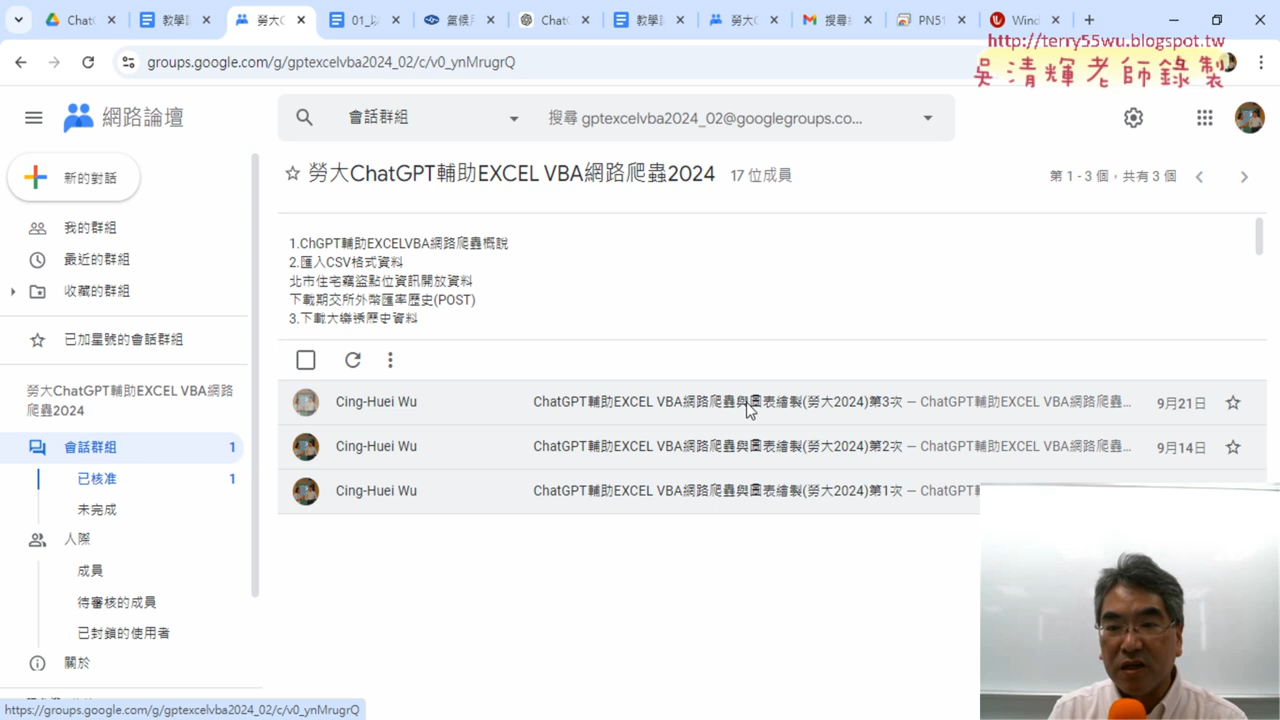 Chat
教學
勞大C
01_以
氣候
Chat
教學
勞大C
搜尋
PN5
Wind
http://terry55wu.blogspot.tw
吳清輝老師錄製
groups.google.com/g/gptexcelvba2024_02/c/v0_ynMrugrQ
網路論壇
會話群組
搜尋 gptexcelvba2024_02@googlegroups.co...
新的對話
勞大ChatGPT輔助EXCEL VBA網路爬蟲2024 17 位成員
第 1 - 3 個，共有 3 個
我的群組
最近的群組
收藏的群組
已加星號的會話群組
1.ChGPT輔助EXCELVBA網路爬蟲概說
2.匯入CSV格式資料
北市住宅竊盜點位資訊開放資料
下載期交所外幣匯率歷史(POST)
3.下載大樂透歷史資料
勞大ChatGPT輔助EXCEL VBA網路
爬蟲2024
會話群組 1
已核准 1
未完成
人際
成員
待審核的成員
已封鎖的使用者
關於
Cing-Huei Wu ChatGPT輔助EXCEL VBA網路爬蟲與圖表繪製(勞大2024)第3次 – ChatGPT輔助EXCEL VBA網路爬蟲... 9月21日
Cing-Huei Wu ChatGPT輔助EXCEL VBA網路爬蟲與圖表繪製(勞大2024)第2次 – ChatGPT輔助EXCEL VBA網路爬蟲... 9月14日
Cing-Huei Wu ChatGPT輔助EXCEL VBA網路爬蟲與圖表繪製(勞大2024)第1次 – ChatGPT
https://groups.google.com/g/gptexcelvba2024_02/c/v0_ynMrugrQ